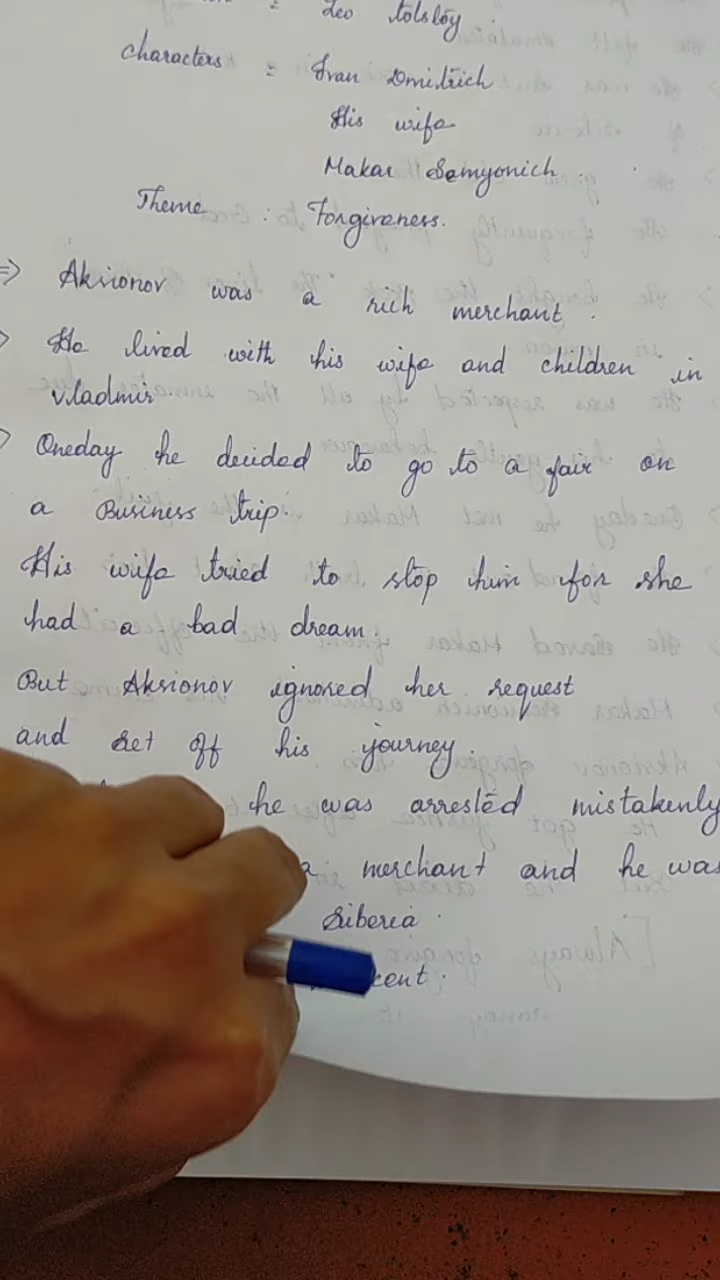 : Leo Tolstoy
Characters : Ivan Dmitrich
His wife
Makar Semyonich.
Theme : Forgiveness.
=> Aksionov was a rich merchant.
He lived with his wife and children in
Vladmir.
Oneday he decided to go to a fair on
a Business trip.
His wife tried to stop him for she
had a bad dream.
But Aksionov ignored her request
and set off his journey.
he was arrested mistakenly
a merchant and he was
Siberia.